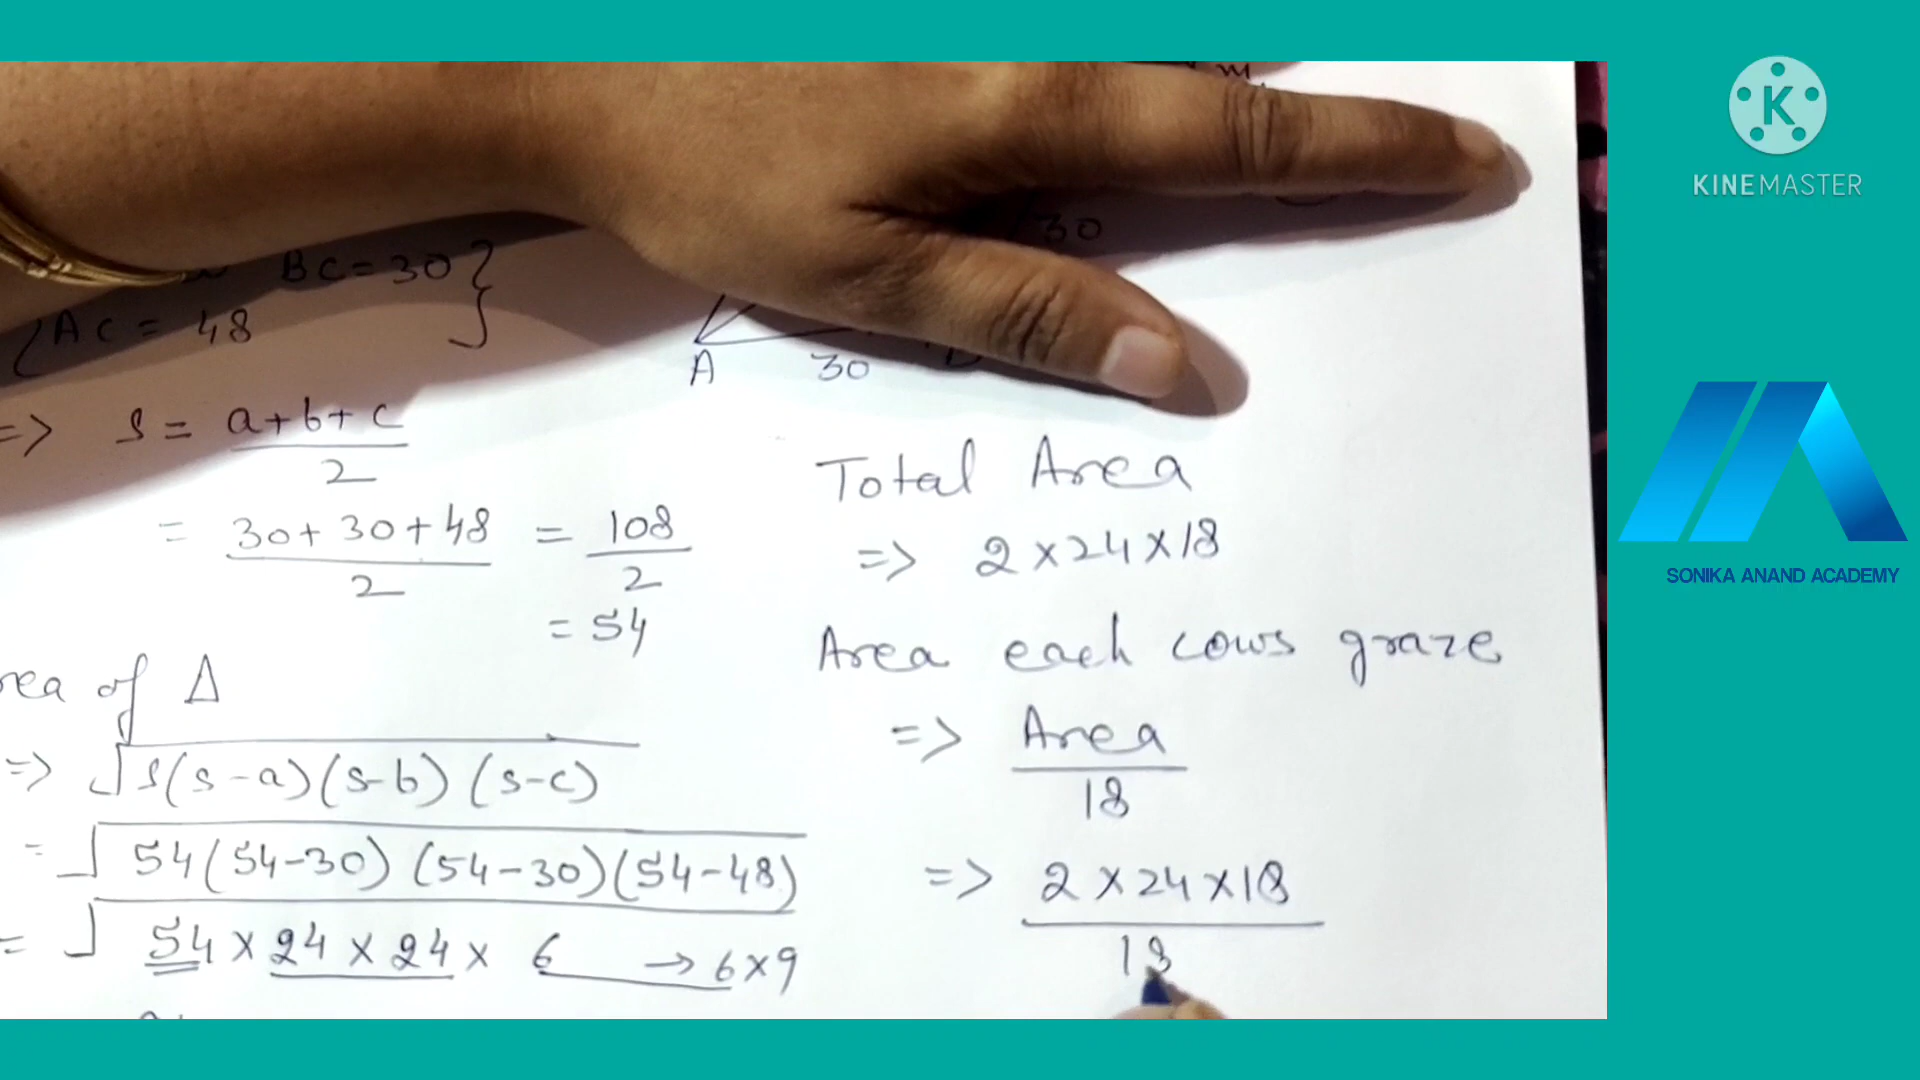 m
30
BC = 30}
(AC = 48
A 30
=> s = a+b+c
2
= 30+30+48 = 108
2 2
= 54
rea of Δ
=> √s(s-a)(s-b)(s-c)
= √54(54-30)(54-30)(54-48)
= √54 × 24 × 24 × 6 → 6×9
Total Area
=> 2×24×18
Area each cows graze
=> Area
18
=> 2×24×18
18
K
KINEMASTER
SONIKA ANAND ACADEMY